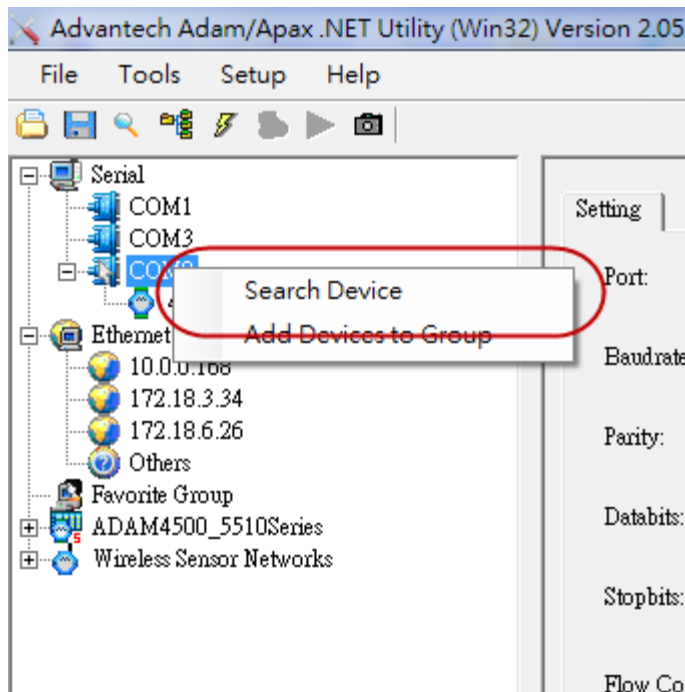 Advantech Adam/Apax .NET Utility (Win32) Version 2.05
File Tools Setup Help
Serial
COM1
COM3
Search Device
Add Devices to Group
Ethernet
10.0.0.168
172.18.3.34
172.18.6.26
Others
Favorite Group
ADAM4500_5510Series
Wireless Sensor Networks
Setting
Port:
Baudrate
Parity:
Databits:
Stopbits:
Flow Co